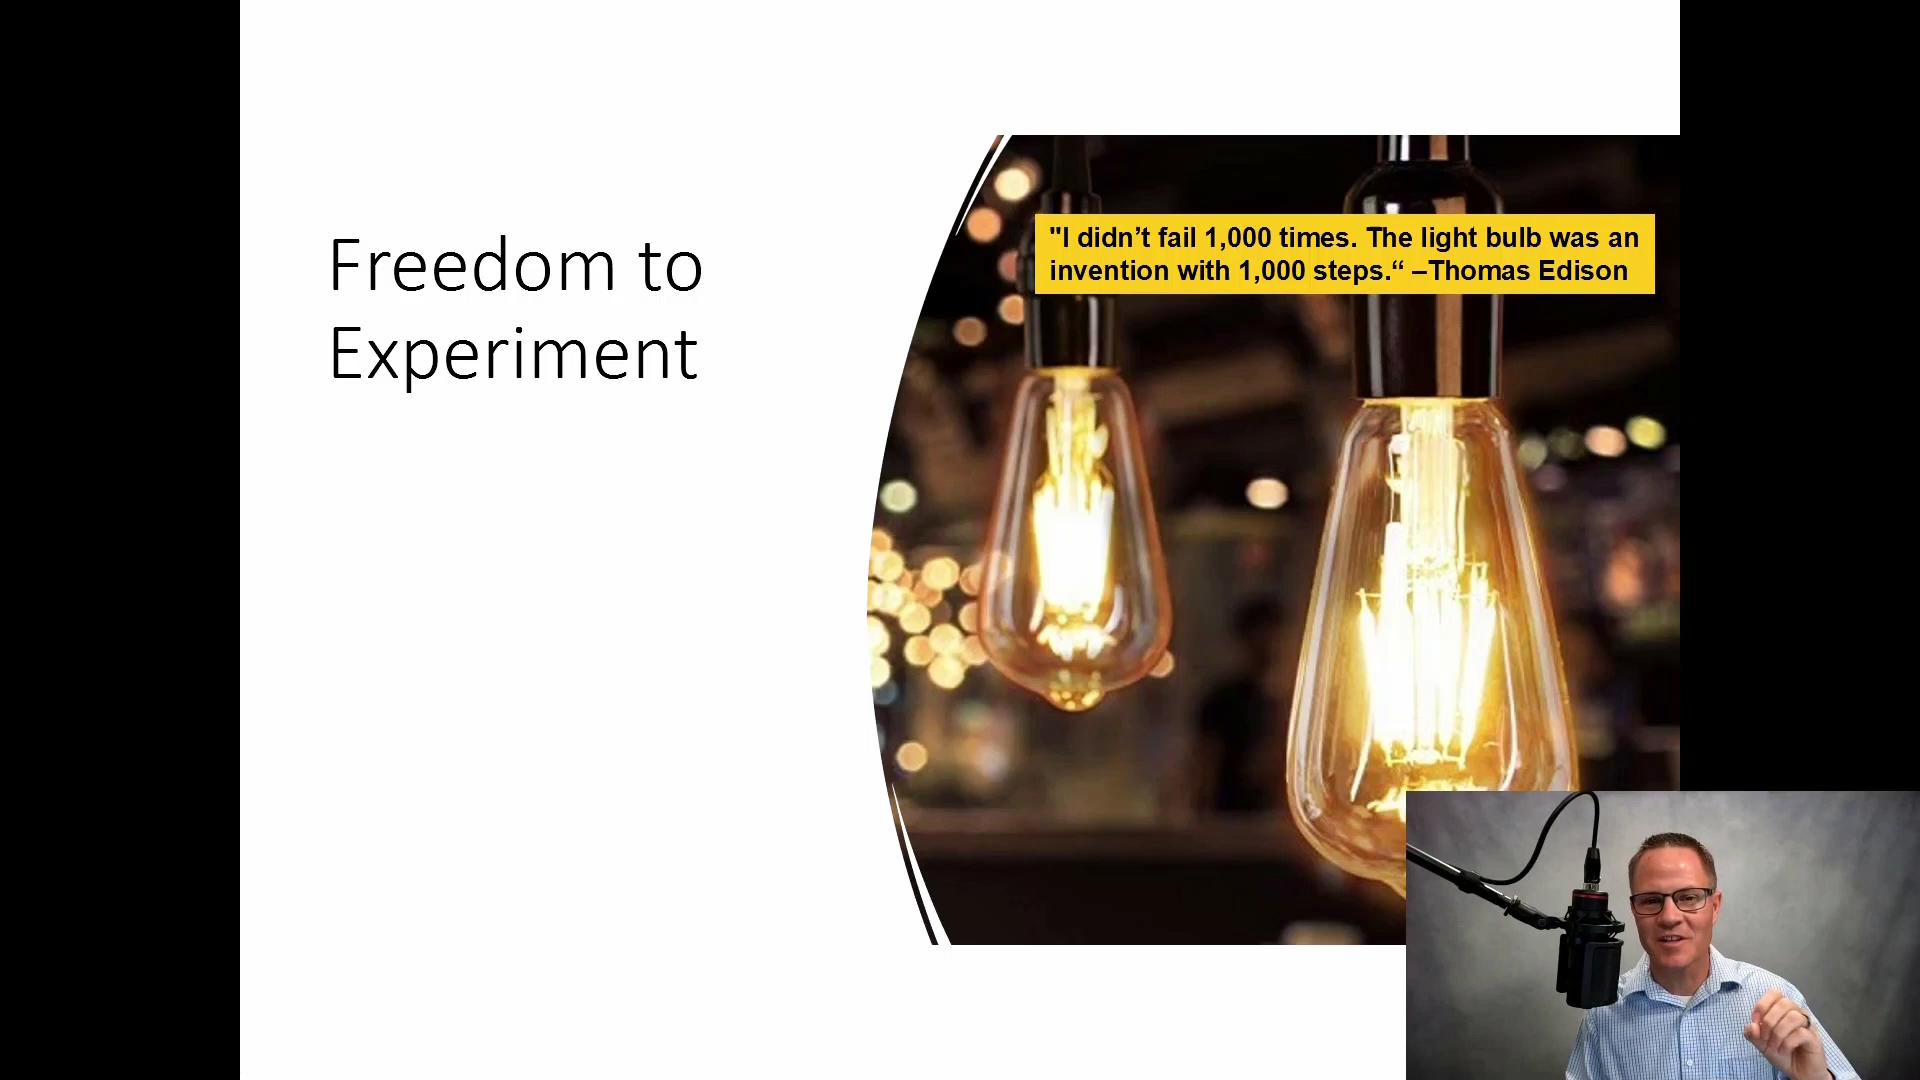 Freedom to
Experiment
"I didn’t fail 1,000 times. The light bulb was an
invention with 1,000 steps.“ –Thomas Edison